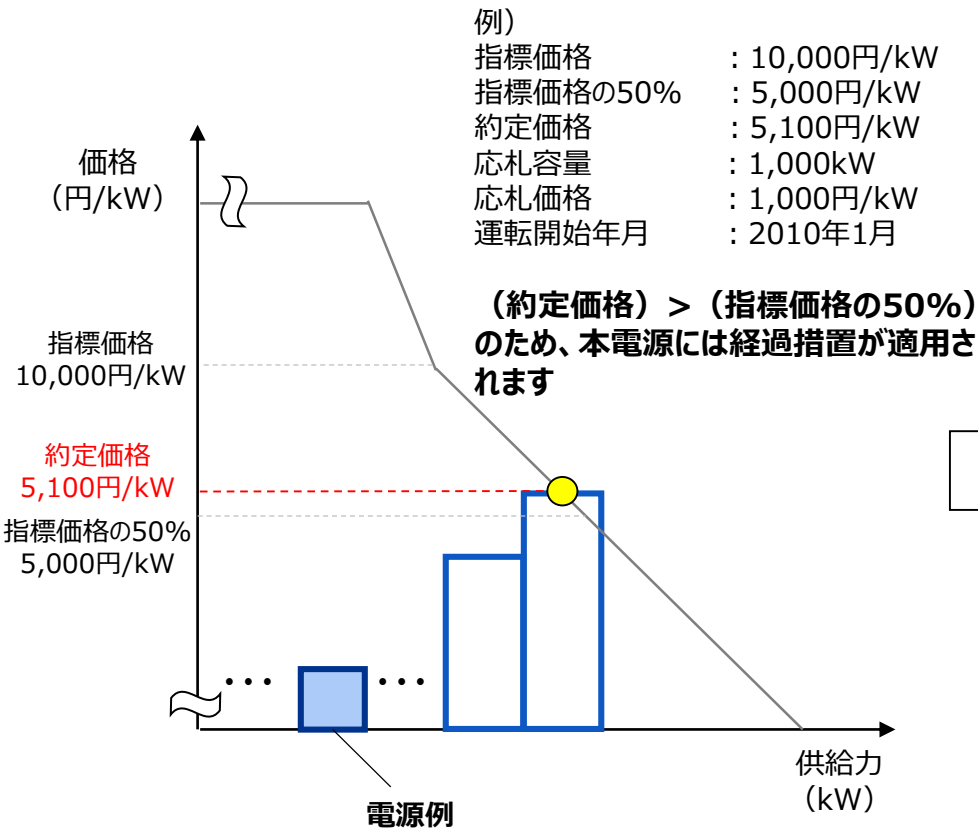 例）
指標価格 : 10,000円/kW
指標価格の50% : 5,000円/kW
約定価格 : 5,100円/kW
応札容量 : 1,000kW
応札価格 : 1,000円/kW
運転開始年月 : 2010年1月
（約定価格）＞（指標価格の50%）
のため、本電源には経過措置が適用さ
れます
価格
（円/kW）
指標価格
10,000円/kW
約定価格
5,100円/kW
指標価格の50%
5,000円/kW
… …
電源例
供給力
（kW）